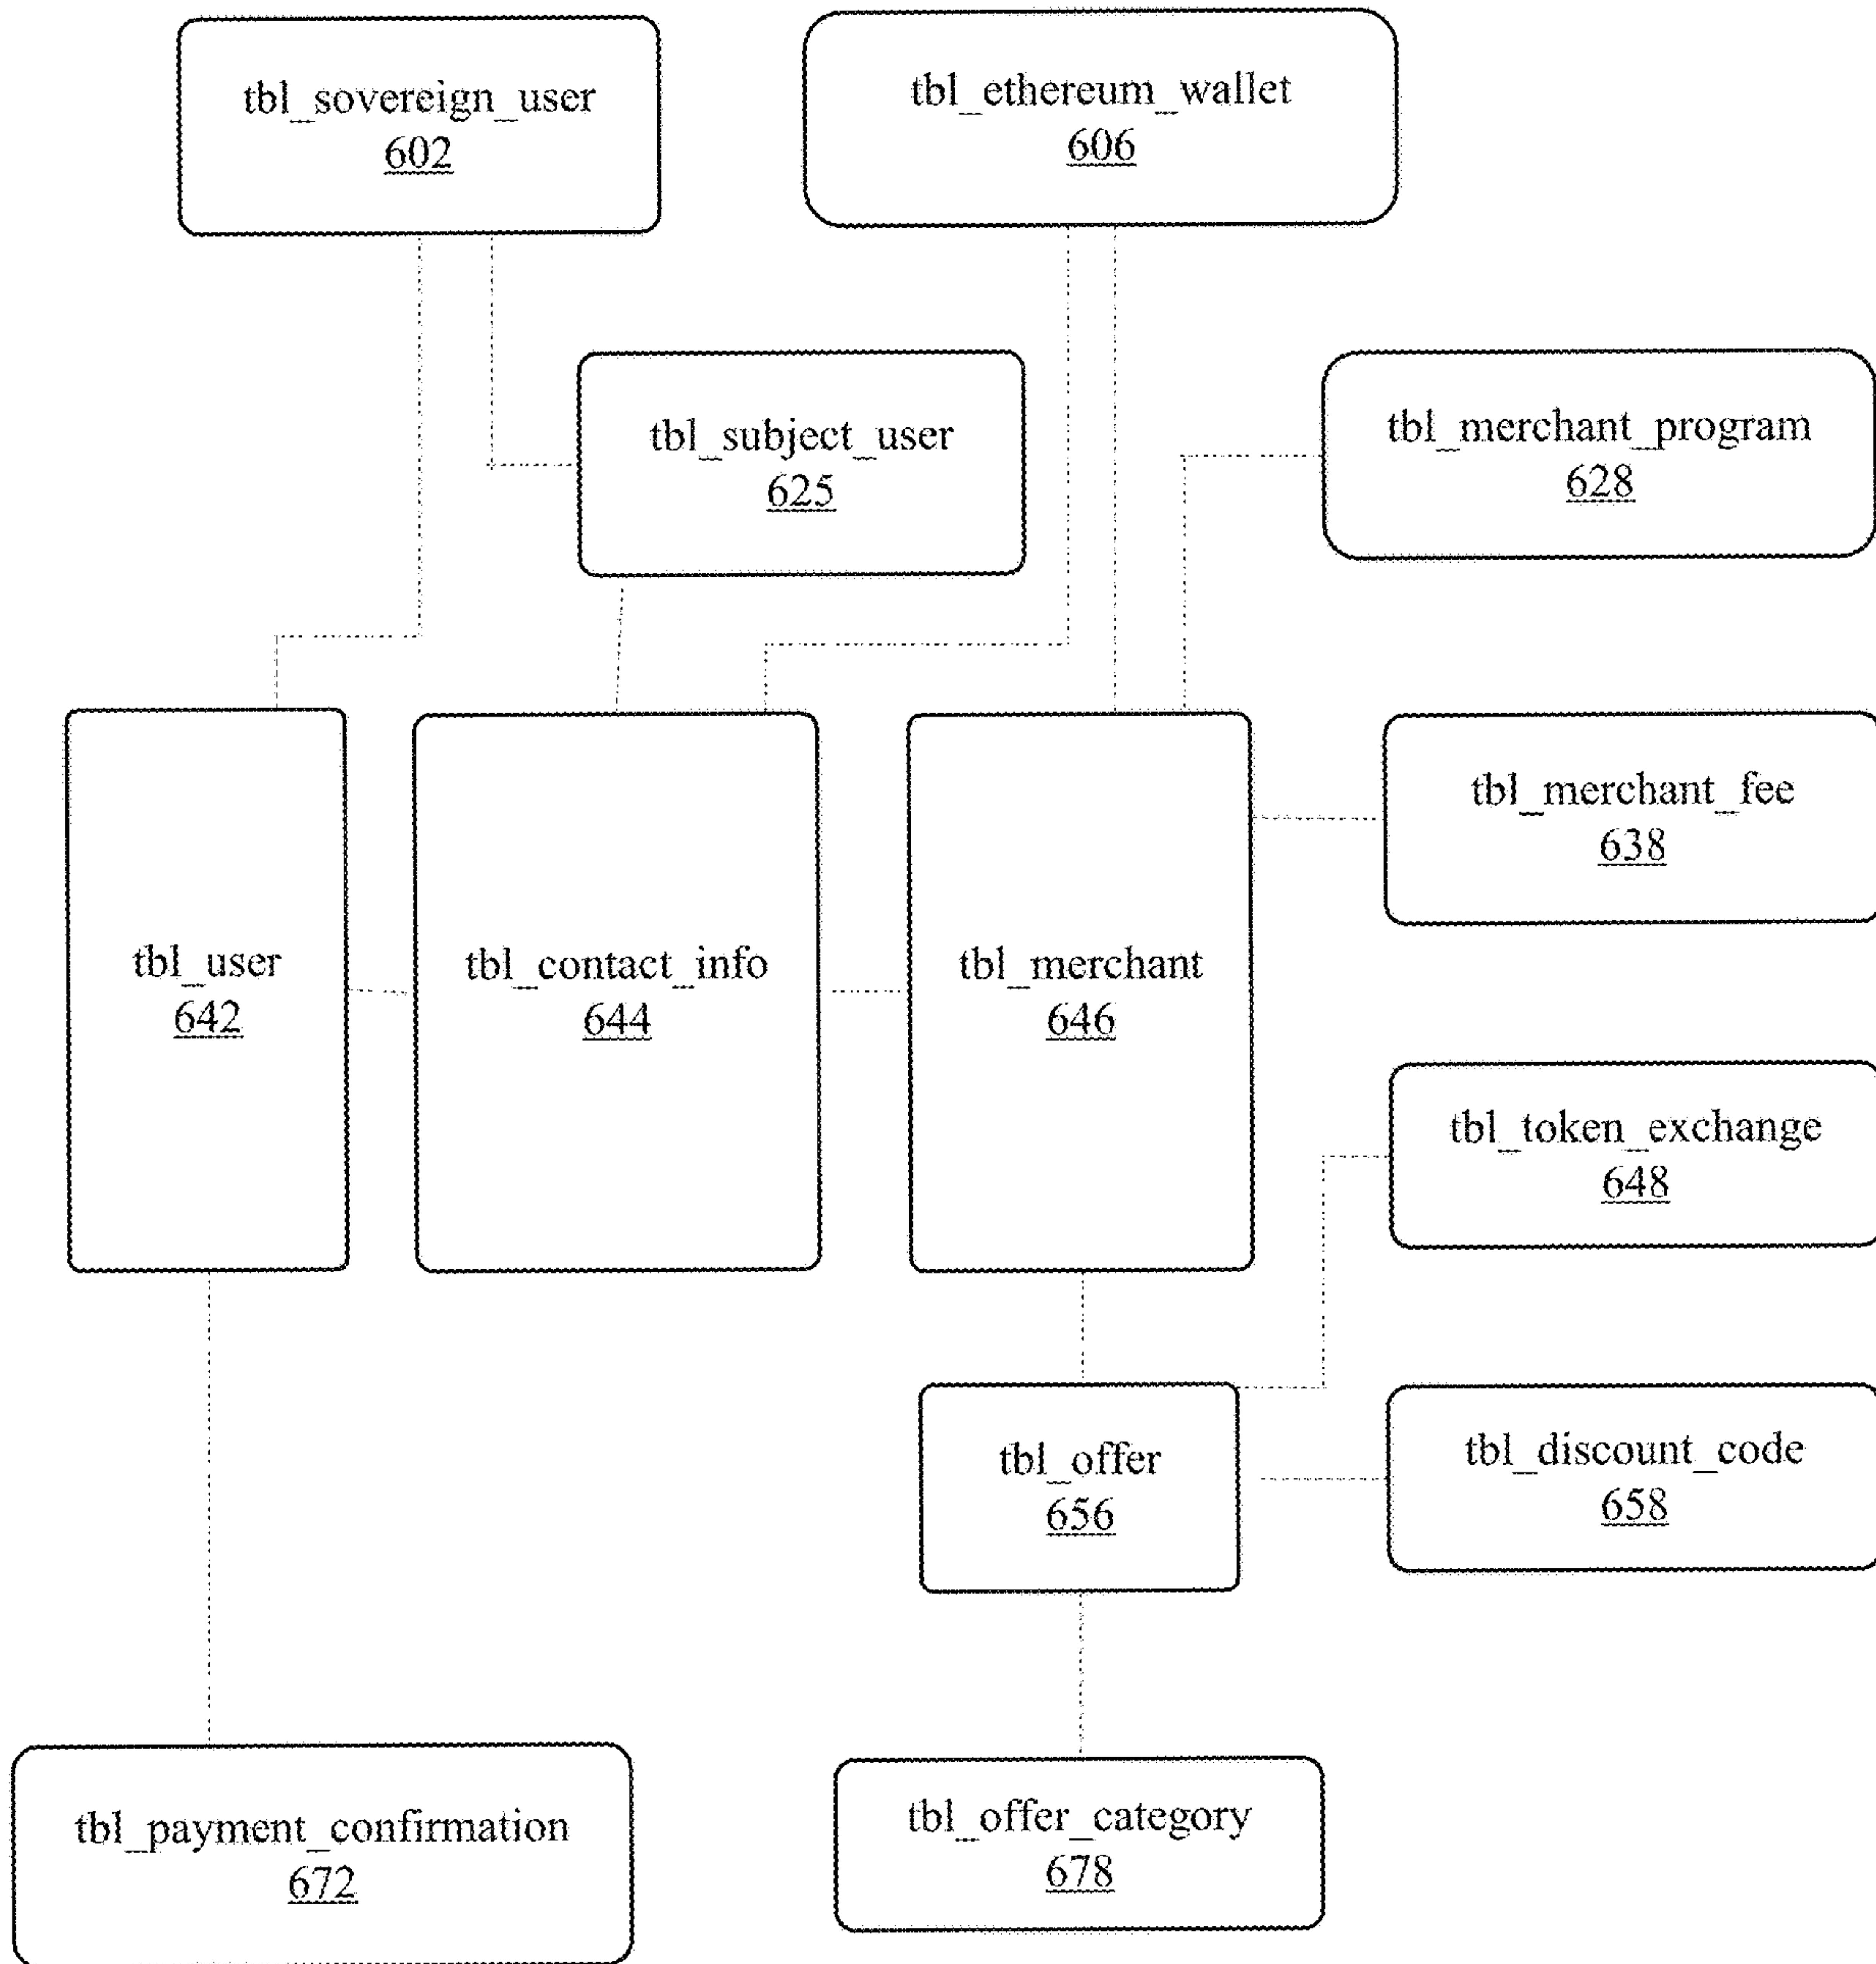 tbl_sovereign_user
602
tbl_ethereum_wallet
606
tbl_subject_user
625
tbl_merchant_program
628
tbl_merchant_fee
638
tbl_user
642
tbl_contact_info
644
tbl_merchant
646
tbl_token_exchange
648
tbl_offer
656
tbl_discount_code
658
tbl_payment_confirmation
672
tbl_offer_category
678